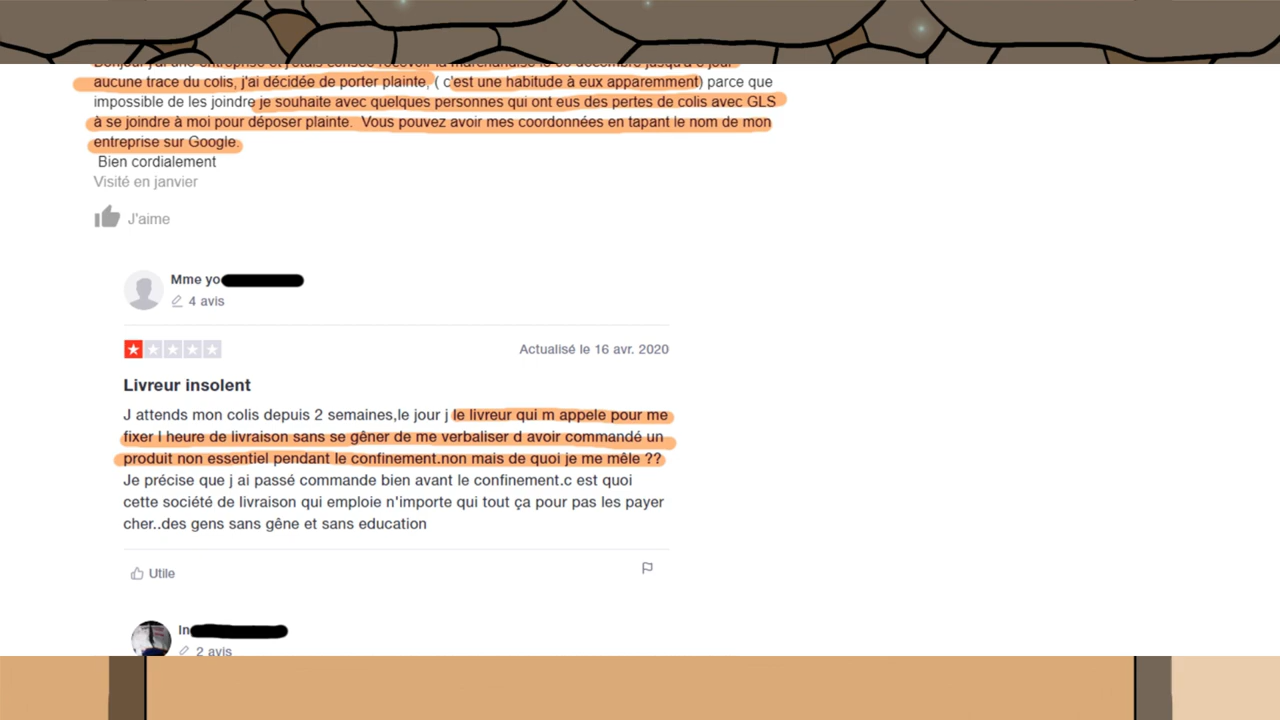 aucune trace du colis, j'ai décidée de porter plainte, ( c'est une habitude à eux apparemment) parce que
impossible de les joindre je souhaite avec quelques personnes qui ont eus des pertes de colis avec GLS
à se joindre à moi pour déposer plainte.  Vous pouvez avoir mes coordonnées en tapant le nom de mon
entreprise sur Google.
Bien cordialement
Visité en janvier
J'aime
Mme yo
4 avis
Actualisé le 16 avr. 2020
Livreur insolent
J attends mon colis depuis 2 semaines,le jour j le livreur qui m appele pour me
fixer l heure de livraison sans se gêner de me verbaliser d avoir commandé un
produit non essentiel pendant le confinement.non mais de quoi je me mêle ??
Je précise que j ai passé commande bien avant le confinement.c est quoi
cette société de livraison qui emploie n'importe qui tout ça pour pas les payer
cher..des gens sans gêne et sans education
Utile
In
2 avis